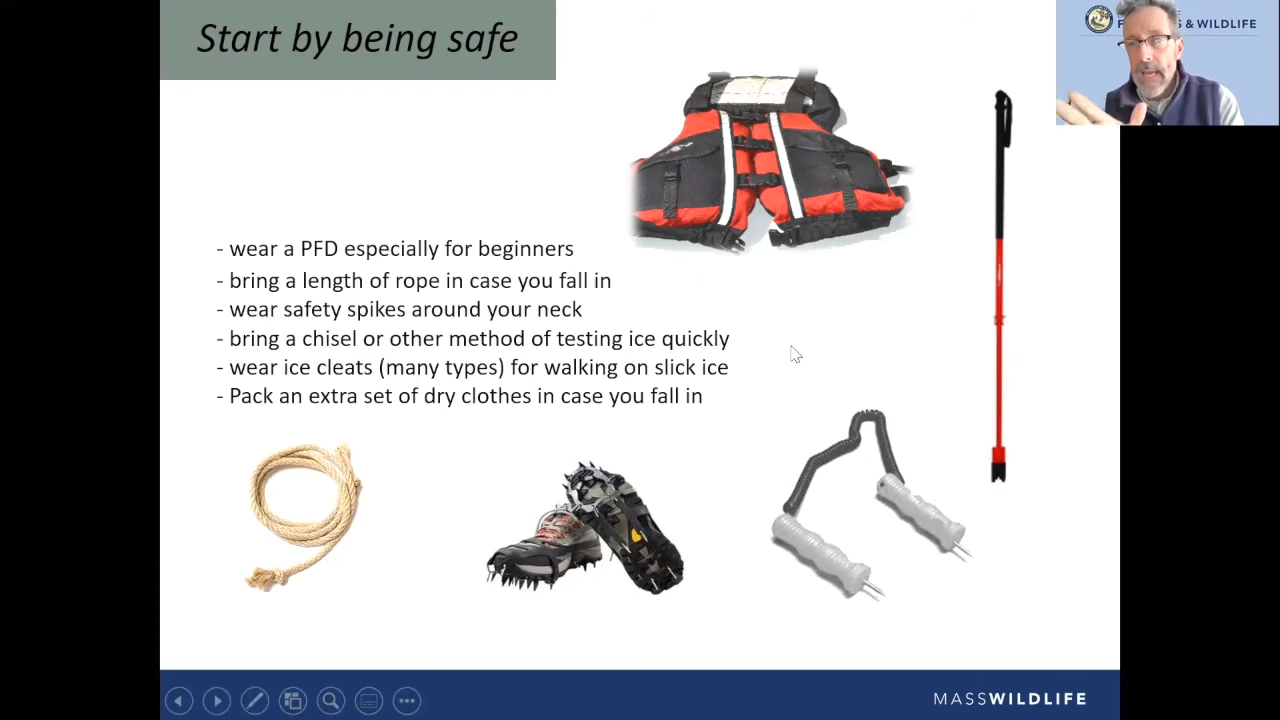 Start by being safe
& WILDLIFE
- wear a PFD especially for beginners
- bring a length of rope in case you fall in
- wear safety spikes around your neck
- bring a chisel or other method of testing ice quickly
- wear ice cleats (many types) for walking on slick ice
- Pack an extra set of dry clothes in case you fall in
MASSWILDLIFE